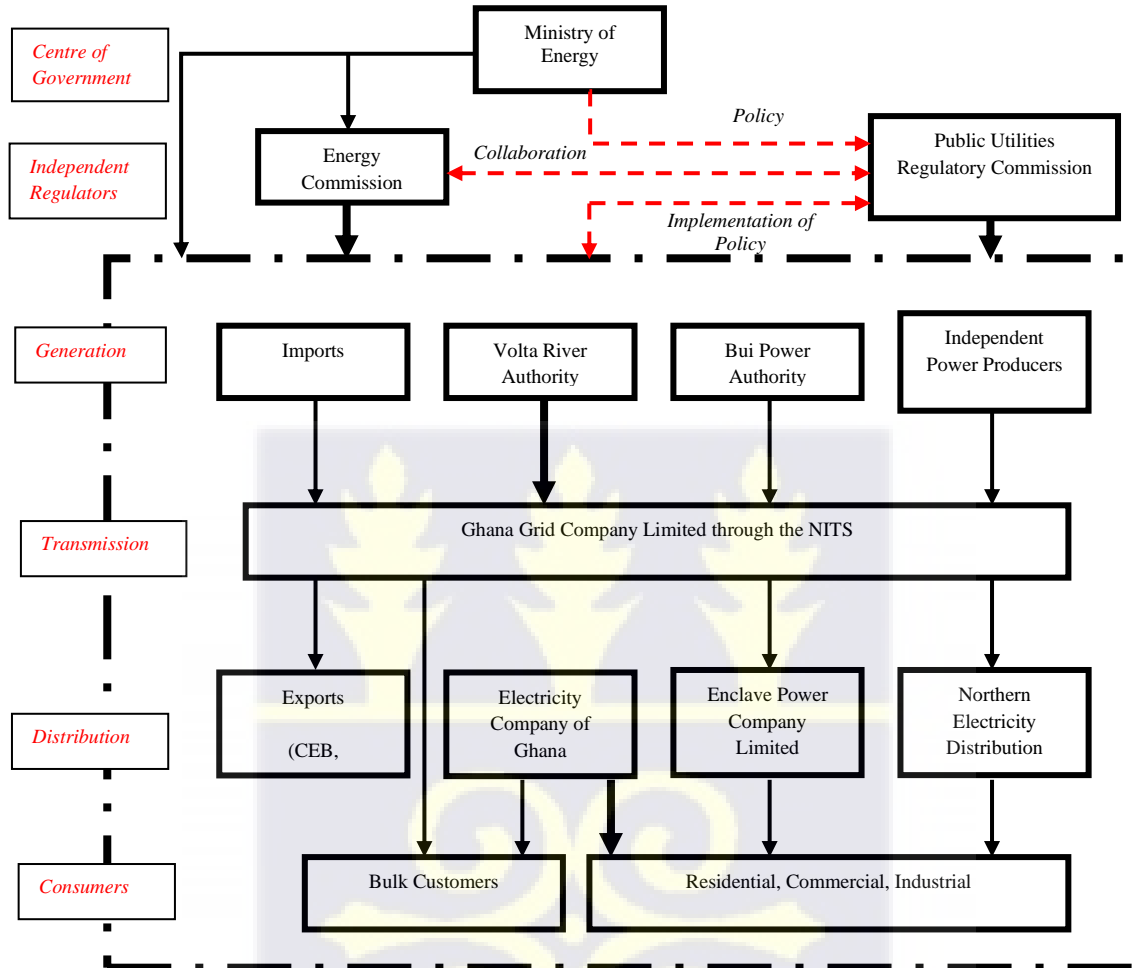 Centre of
Government
Ministry of
Energy
Policy
Independent
Regulators
Energy
Commission
Collaboration
Public Utilities
Regulatory Commission
Implementation of
Policy
Generation
Imports
Volta River
Authority
Bui Power
Authority
Independent
Power Producers
Transmission
Ghana Grid Company Limited through the NITS
Distribution
Exports
(CEB,
Electricity
Company of
Ghana
Enclave Power
Company
Limited
Northern
Electricity
Distribution
Consumers
Bulk Customers
Residential, Commercial, Industrial